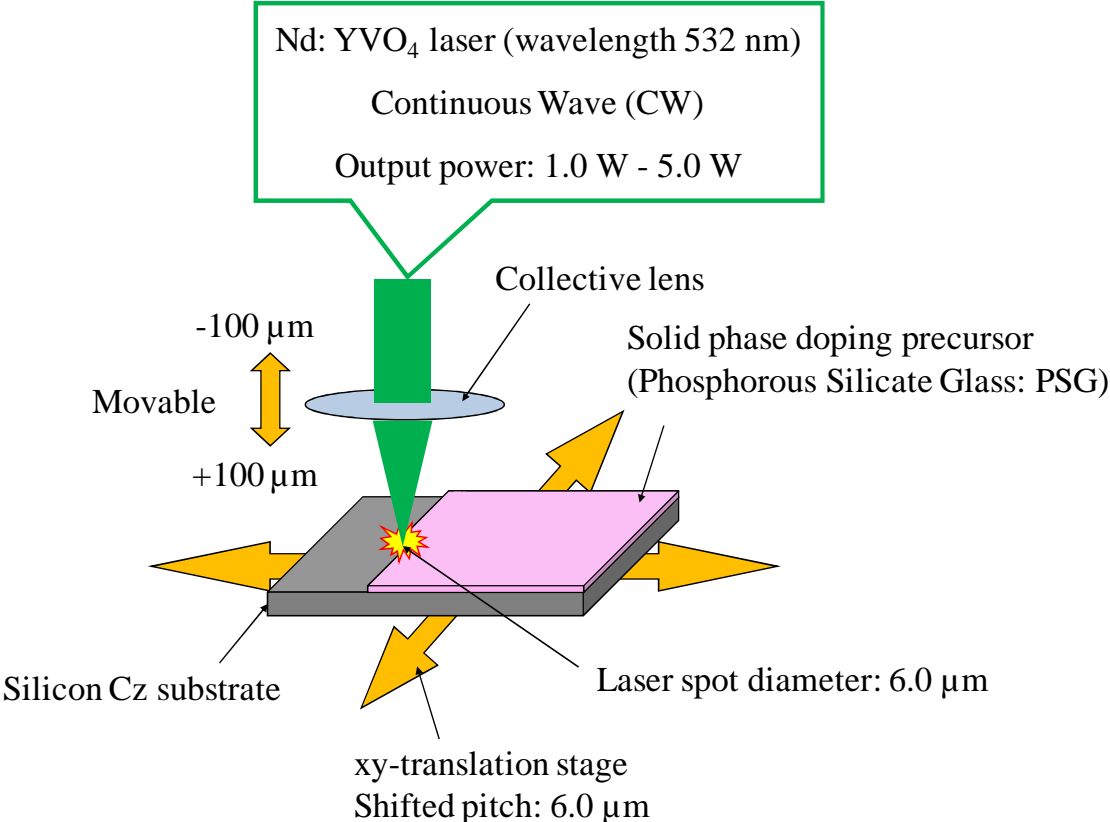 Nd: YVO₄ laser (wavelength 532 nm)
Continuous Wave (CW)
Output power: 1.0 W - 5.0 W
Collective lens
-100 µm
Movable
+100 µm
Solid phase doping precursor
(Phosphorous Silicate Glass: PSG)
Silicon Cz substrate
Laser spot diameter: 6.0 µm
xy-translation stage
Shifted pitch: 6.0 µm